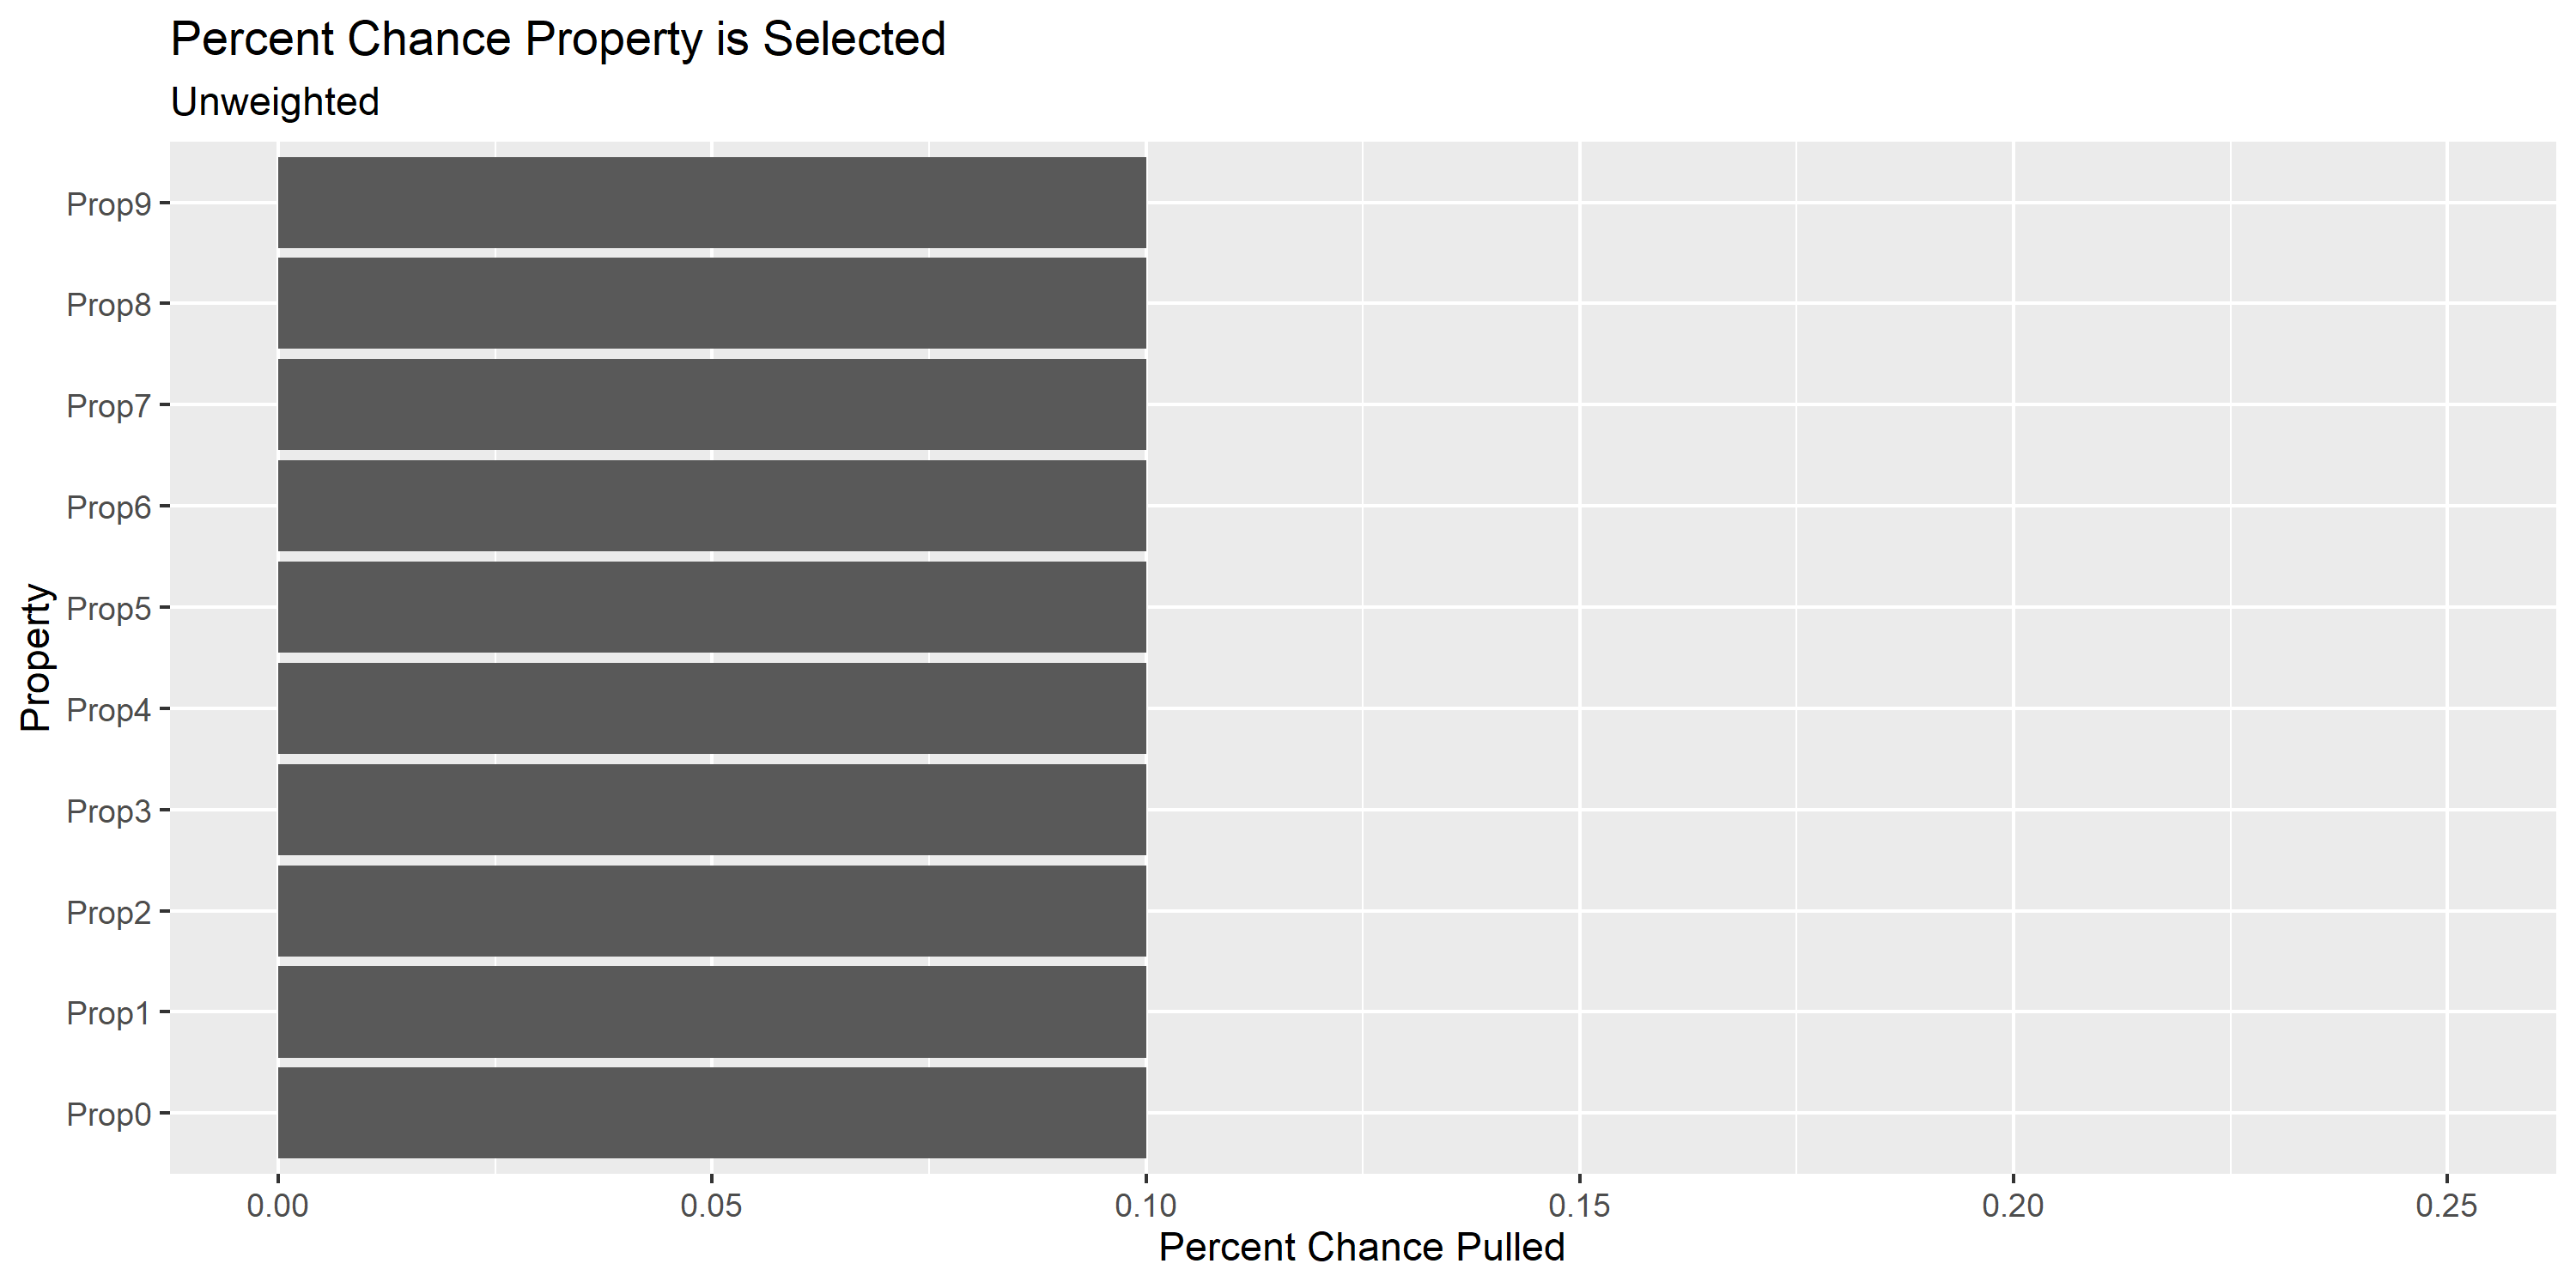 Percent Chance Property is Selected
Unweighted
Property
Prop9
Prop8
Prop7
Prop6
Prop5
Prop4
Prop3
Prop2
Prop1
Prop0
0.00 0.05 0.10 0.15 0.20 0.25
Percent Chance Pulled